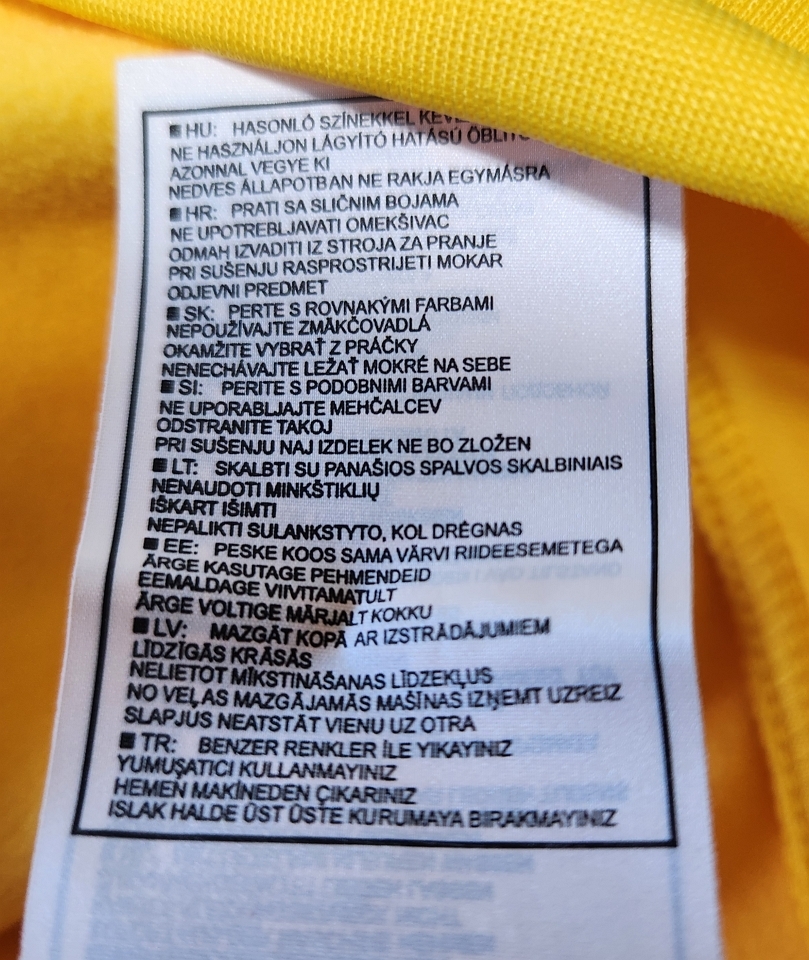 ■ HU: HASONLÓ SZÍNEKKEL
NE HASZNÁLJON LÁGYÍTÓ HATÁSÚ
AZONNAL VEGYE KI
NEDVES ÁLLAPOTBAN NE RAKJA EGYMÁSRA
■ HR: PRATI SA SLIČNIM BOJAMA
NE UPOTREBLJAVATI OMEKŠIVAC
ODMAH IZVADITI IZ STROJA ZA PRANJE
PRI SUŠENJU RASPROSTRIJETI MOKAR
ODJEVNI PREDMET
■ SK: PERTE S ROVNAKÝMI FARBAMI
NEPOUŽÍVAJTE ZMÄKČOVADLÁ
OKAMŽITE VYBRAŤ Z PRÁČKY
NENECHÁVAJTE LEŽAŤ MOKRÉ NA SEBE
■ SI: PERITE S PODOBNIMI BARVAMI
NE UPORABLJAJTE MEHČALCEV
ODSTRANITE TAKOJ
PRI SUŠENJU NAJ IZDELEK NE BO ZLOŽEN
■ LT: SKALBTI SU PANAŠIOS SPALVOS SKALBINIAIS
NENAUDOTI MINKŠTIKLIŲ
IŠKART IŠIMTI
NEPALIKTI SULANKSTYTO, KOL DRĖGNAS
■ EE: PESKE KOOS SAMA VÄRVI RIIDEESEMETEGA
ÄRGE KASUTAGE PEHMENDEID
EEMALDAGE VIIVITAMATULT
ÄRGE VOLTIGE MÄRJALT KOKKU
■ LV: MAZGĀT KOPĀ AR IZSTRĀDĀJUMIEM
LĪDZĪGĀS KRĀSĀS
NELIETOT MĪKSTINĀŠANAS LĪDZEKĻUS
NO VEĻAS MAZGĀJAMĀS MAŠĪNAS IZŅEMT UZREIZ
SLAPJUS NEATSTĀT VIENU UZ OTRA
■ TR: BENZER RENKLER İLE YIKAYINIZ
YUMUŞATICI KULLANMAYINIZ
HEMEN MAKİNEDEN ÇIKARINIZ
ISLAK HALDE ÜST ÜSTE KURUMAYA BIRAKMAYINIZ